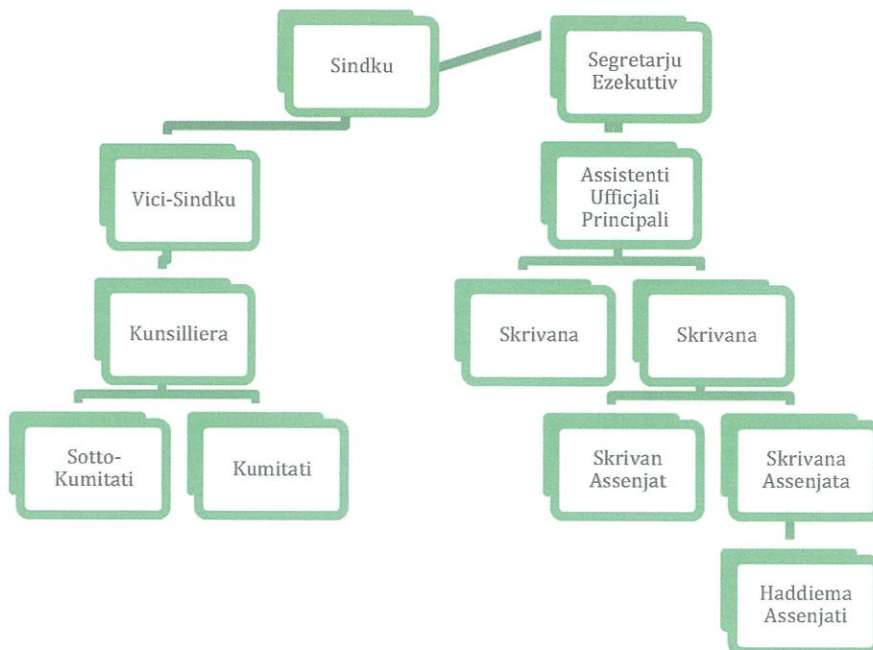 Sindku
Segretarju
Ezekuttiv
Vici-Sindku
Assistenti
Ufficjali
Principali
Kunsilliera
Skrivana
Skrivana
Sotto-
Kumitati
Kumitati
Skrivan
Assenjat
Skrivana
Assenjata
Haddiema
Assenjati